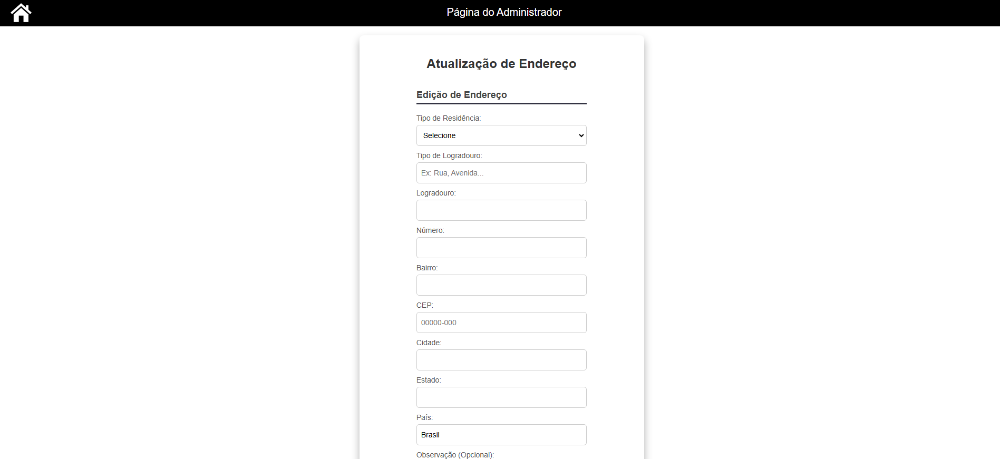 Página do Administrador
Atualização de Endereço
Edição de Endereço
Tipo de Residência:
Selecione
Tipo de Logradouro:
Ex: Rua, Avenida...
Logradouro:
Número:
Bairro:
CEP:
00000-000
Cidade:
Estado:
País:
Brasil
Observação (Opcional):